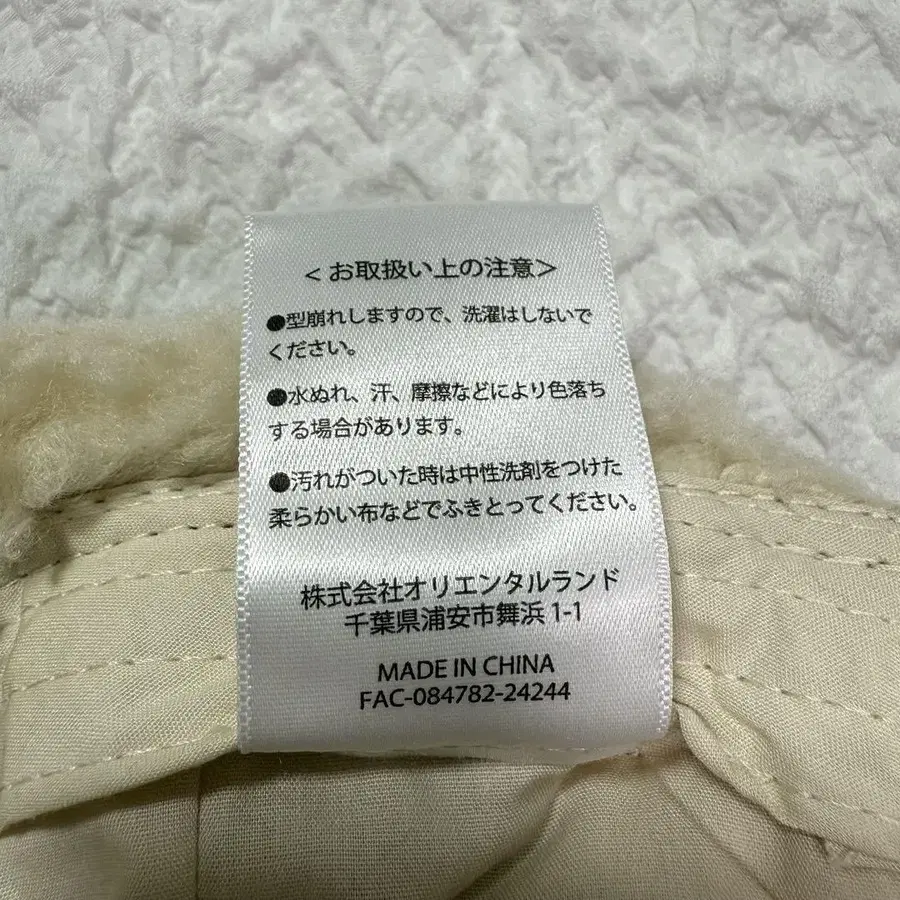 <お取扱い上の注意>
●型崩れしますので、洗濯はしないで
ください。
●水ぬれ、汗、摩擦などにより色落ち
する場合があります。
●汚れがついた時は中性洗剤をつけた
柔らかい布などでふきとってください。
株式会社オリエンタルランド
千葉県浦安市舞浜 1-1
MADE IN CHINA
FAC-084782-24244